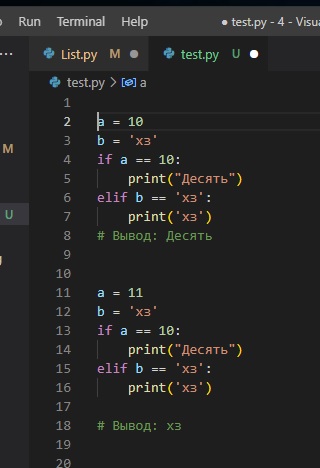 Run Terminal Help ● test.py - 4 - Visua
... List.py M ● test.py U ●
test.py > a
M
U
1
2 a = 10
3 b = 'хз'
4 if a == 10:
5 print("Десять")
6 elif b == 'хз':
7 print('хз')
8 # Вывод: Десять
9
10
11 a = 11
12 b = 'хз'
13 if a == 10:
14 print("Десять")
15 elif b == 'хз':
16 print('хз')
17
18 # Вывод: хз
19
20